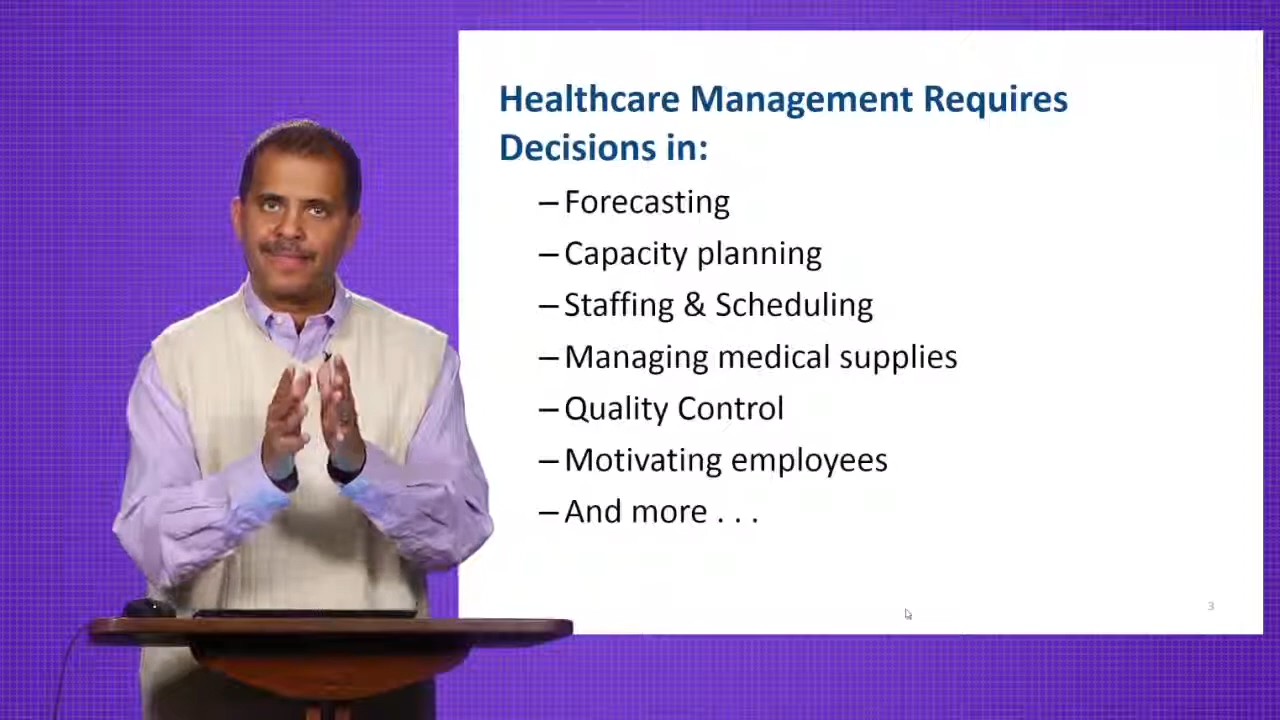 Healthcare Management Requires
Decisions in:
– Forecasting
– Capacity planning
– Staffing & Scheduling
– Managing medical supplies
– Quality Control
– Motivating employees
– And more . . .
3